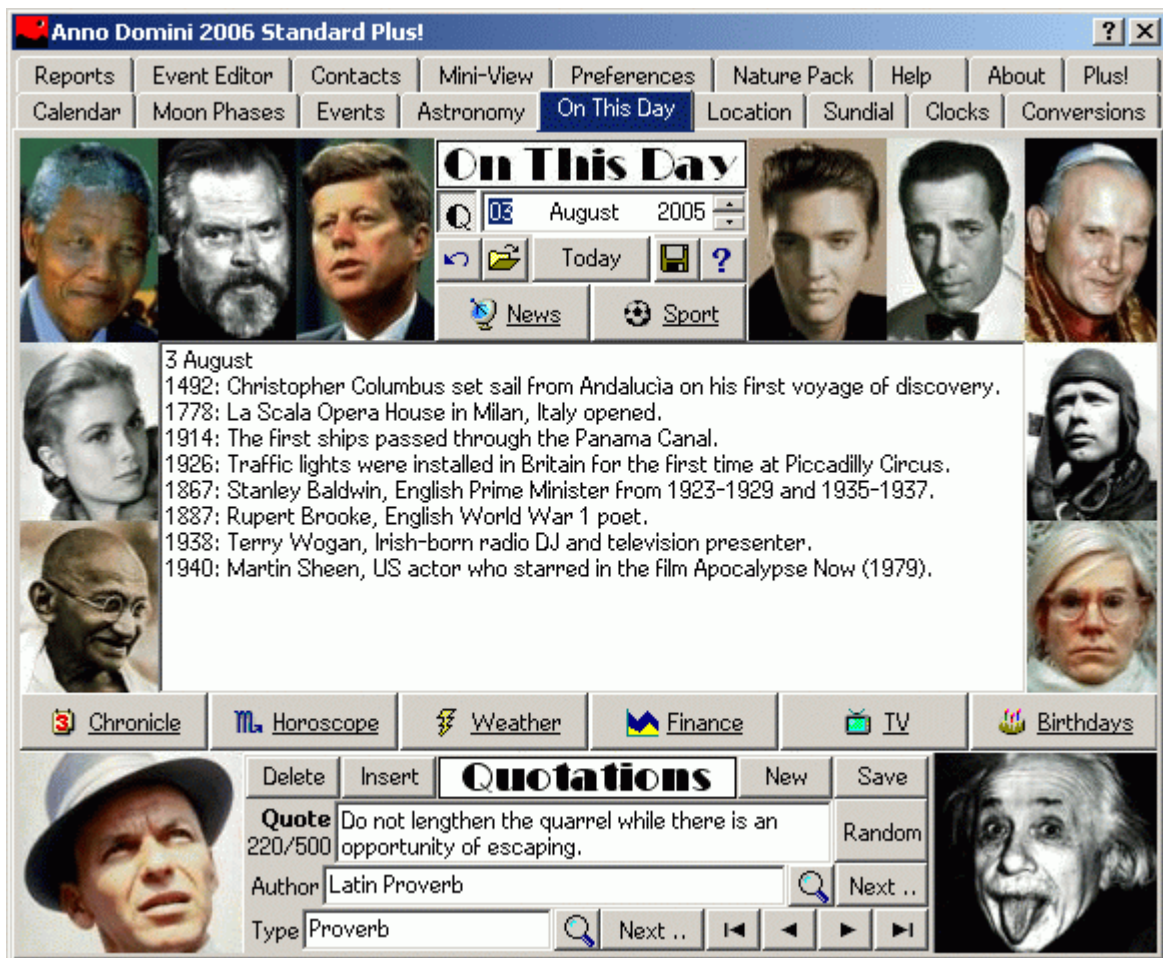 Anno Domini 2006 Standard Plus!
Reports Event Editor Contacts Mini-View Preferences Nature Pack Help About Plus!
Calendar Moon Phases Events Astronomy On This Day Location Sundial Clocks Conversions
On This Day
Q 03 August 2005
Today ?
News Sport
3 August
1492: Christopher Columbus set sail from Andalucìa on his first voyage of discovery.
1778: La Scala Opera House in Milan, Italy opened.
1914: The first ships passed through the Panama Canal.
1926: Traffic lights were installed in Britain for the first time at Piccadilly Circus.
1867: Stanley Baldwin, English Prime Minister from 1923-1929 and 1935-1937.
1887: Rupert Brooke, English World War 1 poet.
1938: Terry Wogan, Irish-born radio DJ and television presenter.
1940: Martin Sheen, US actor who starred in the film Apocalypse Now (1979).
3 Chronicle Horoscope Weather Finance TV Birthdays
Delete Insert Quotations New Save
Quote Do not lengthen the quarrel while there is an
220/500 opportunity of escaping. Random
Author Latin Proverb Next ..
Type Proverb Next ..